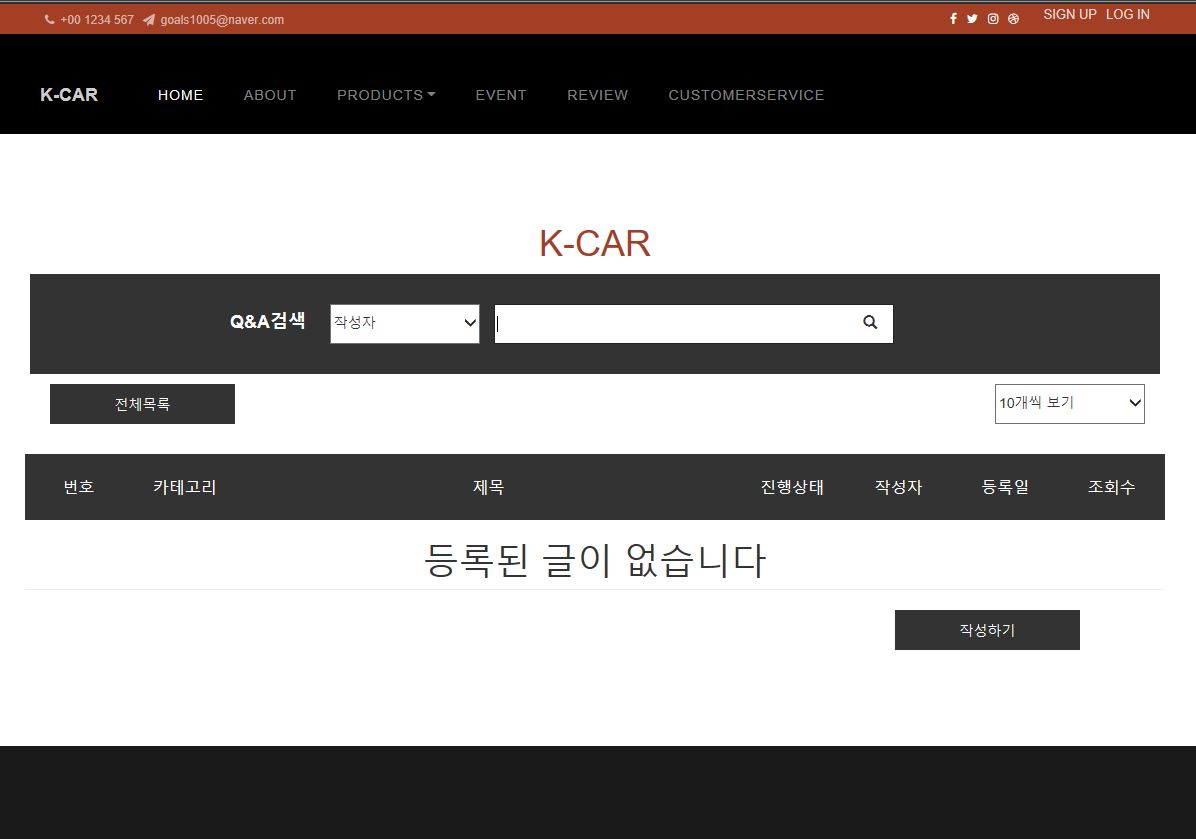 +00 1234 567 goals1005@naver.com SIGN UP LOG IN
K-CAR HOME ABOUT PRODUCTS EVENT REVIEW CUSTOMERSERVICE
K-CAR
Q&A검색 작성자
전체목록 10개씩 보기
번호 카테고리 제목 진행상태 작성자 등록일 조회수
등록된 글이 없습니다
작성하기